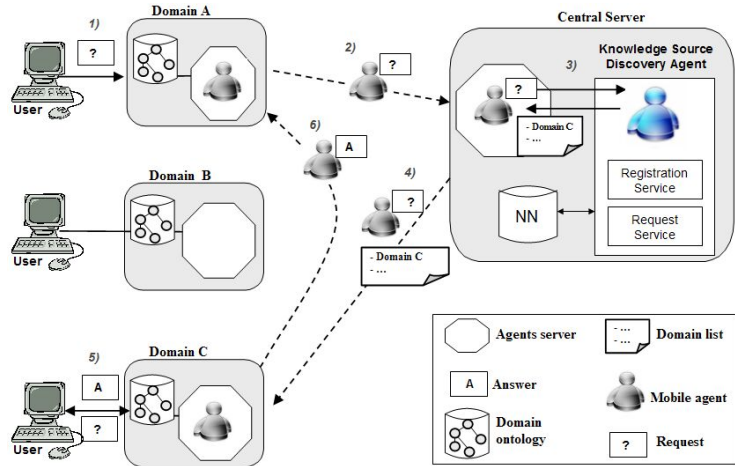 1)
?
User
Domain A
2)
?
Central Server
Knowledge Source
Discovery Agent
3)
?
- Domain C
- ...
Registration
Service
Request
Service
NN
6)
A
4)
?
- Domain C
- ...
Domain B
User
5)
A
?
User
Domain C
Agents server
- ...
- ...
Domain list
A
Answer
Mobile agent
Domain
ontology
?
Request